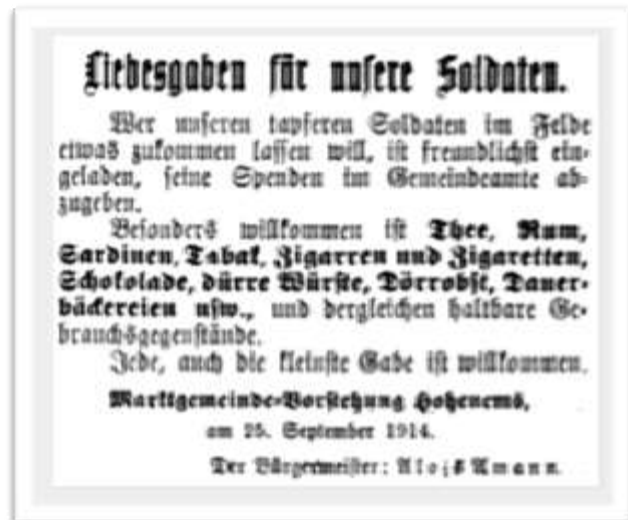 Liebesgaben für unsere Soldaten.
Wer unseren tapferen Soldaten im Felde
etwas zukommen lassen will, ist freundlichst ein-
geladen, seine Spenden im Gemeindeamte ab-
zugeben.
Besonders willkommen ist Thee, Rum,
Sardinen, Tabak, Zigarren und Zigaretten,
Schokolade, dürre Würste, Dörrobst, Dauer-
bäckereien usw., und dergleichen haltbare Ge-
brauchsgegenstände.
Jede, auch die kleinste Gabe ist willkommen.
Marktgemeinde-Vorstehung Hohenems,
am 25. September 1914.
Der Bürgermeister: Alois Amann.